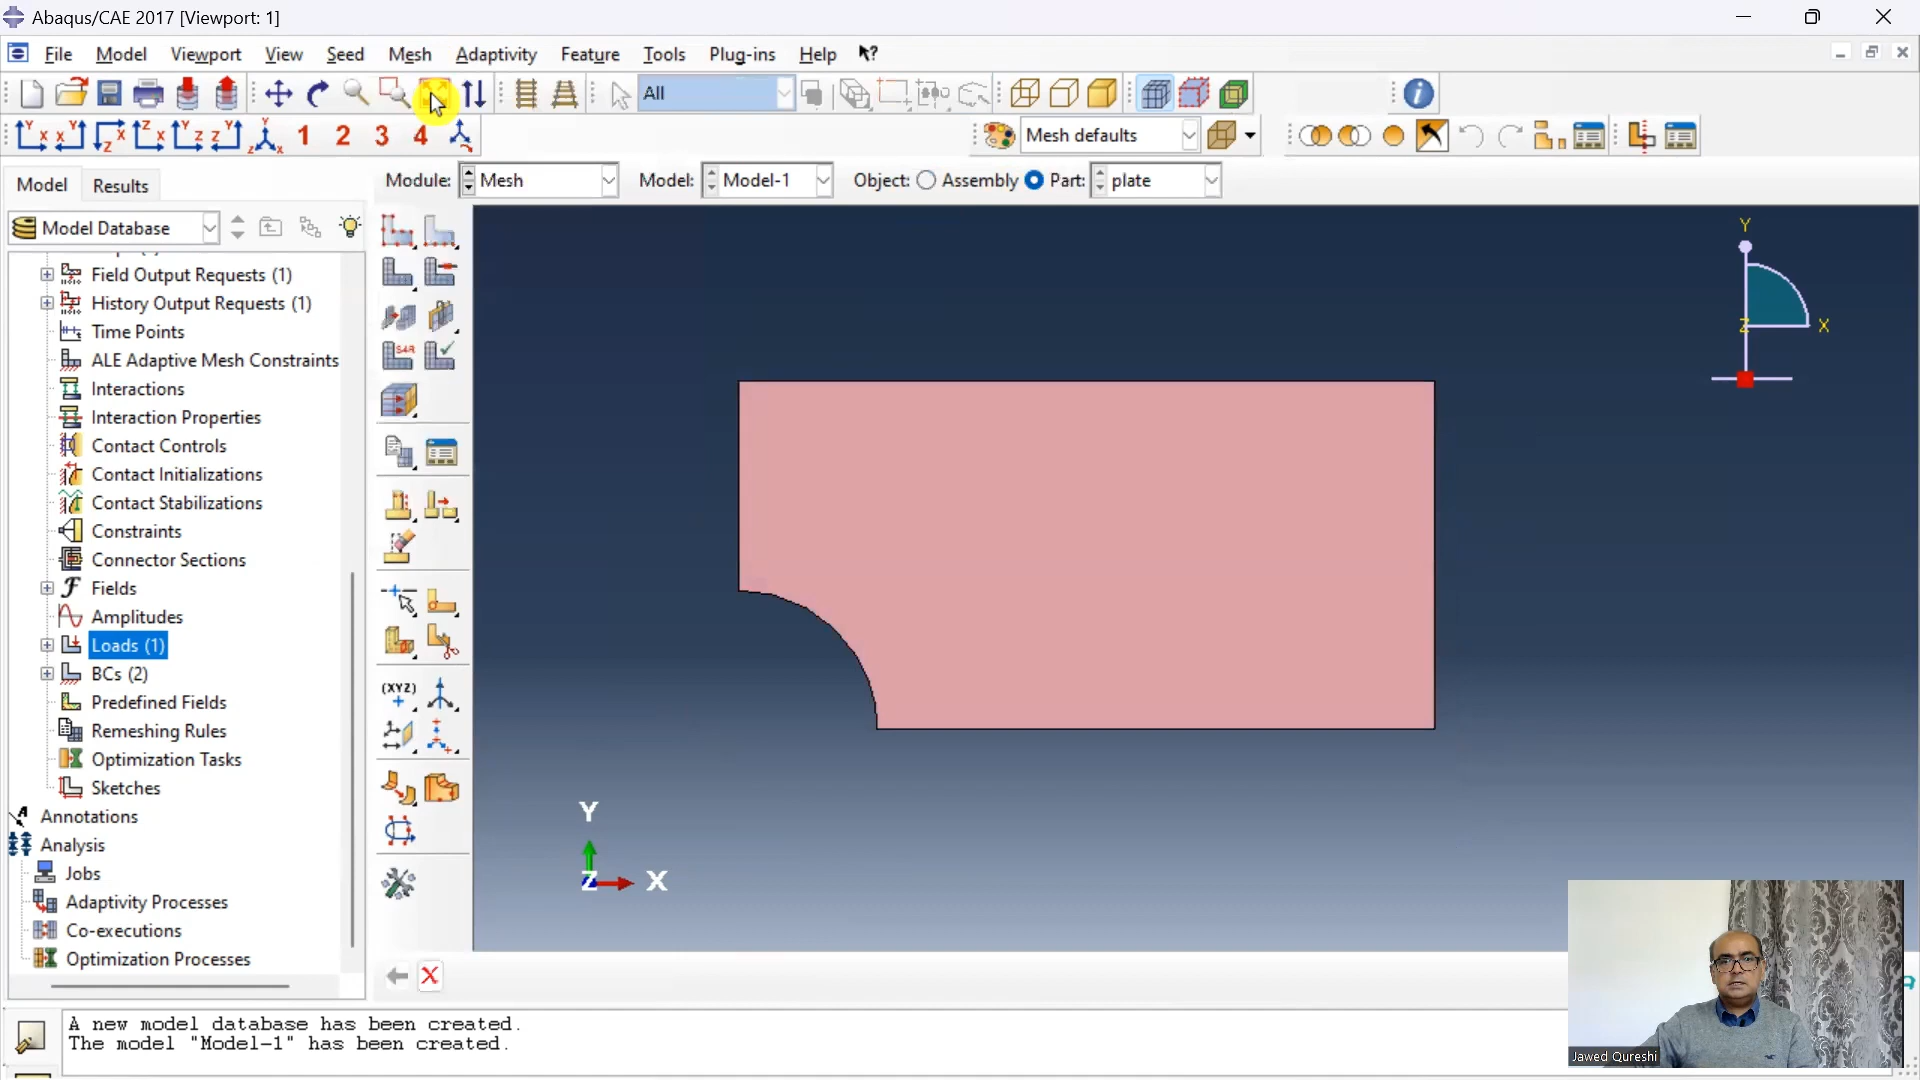 Abaqus/CAE 2017 [Viewport: 1]
File Model Viewport View Seed Mesh Adaptivity Feature Tools Plug-ins Help
All
1 2 3 4
Mesh defaults
Model Results
Module: Mesh Model: Model-1 Object: Assembly Part: plate
Model Database
Field Output Requests (1)
History Output Requests (1)
Time Points
ALE Adaptive Mesh Constraints
Interactions
Interaction Properties
Contact Controls
Contact Initializations
Contact Stabilizations
Constraints
Connector Sections
Fields
Amplitudes
Loads (1)
BCs (2)
Predefined Fields
Remeshing Rules
Optimization Tasks
Sketches
Annotations
Analysis
Jobs
Adaptivity Processes
Co-executions
Optimization Processes
(XYZ)
Y
Z X
Y
Z X
A new model database has been created.
The model "Model-1" has been created.
Jawed Qureshi